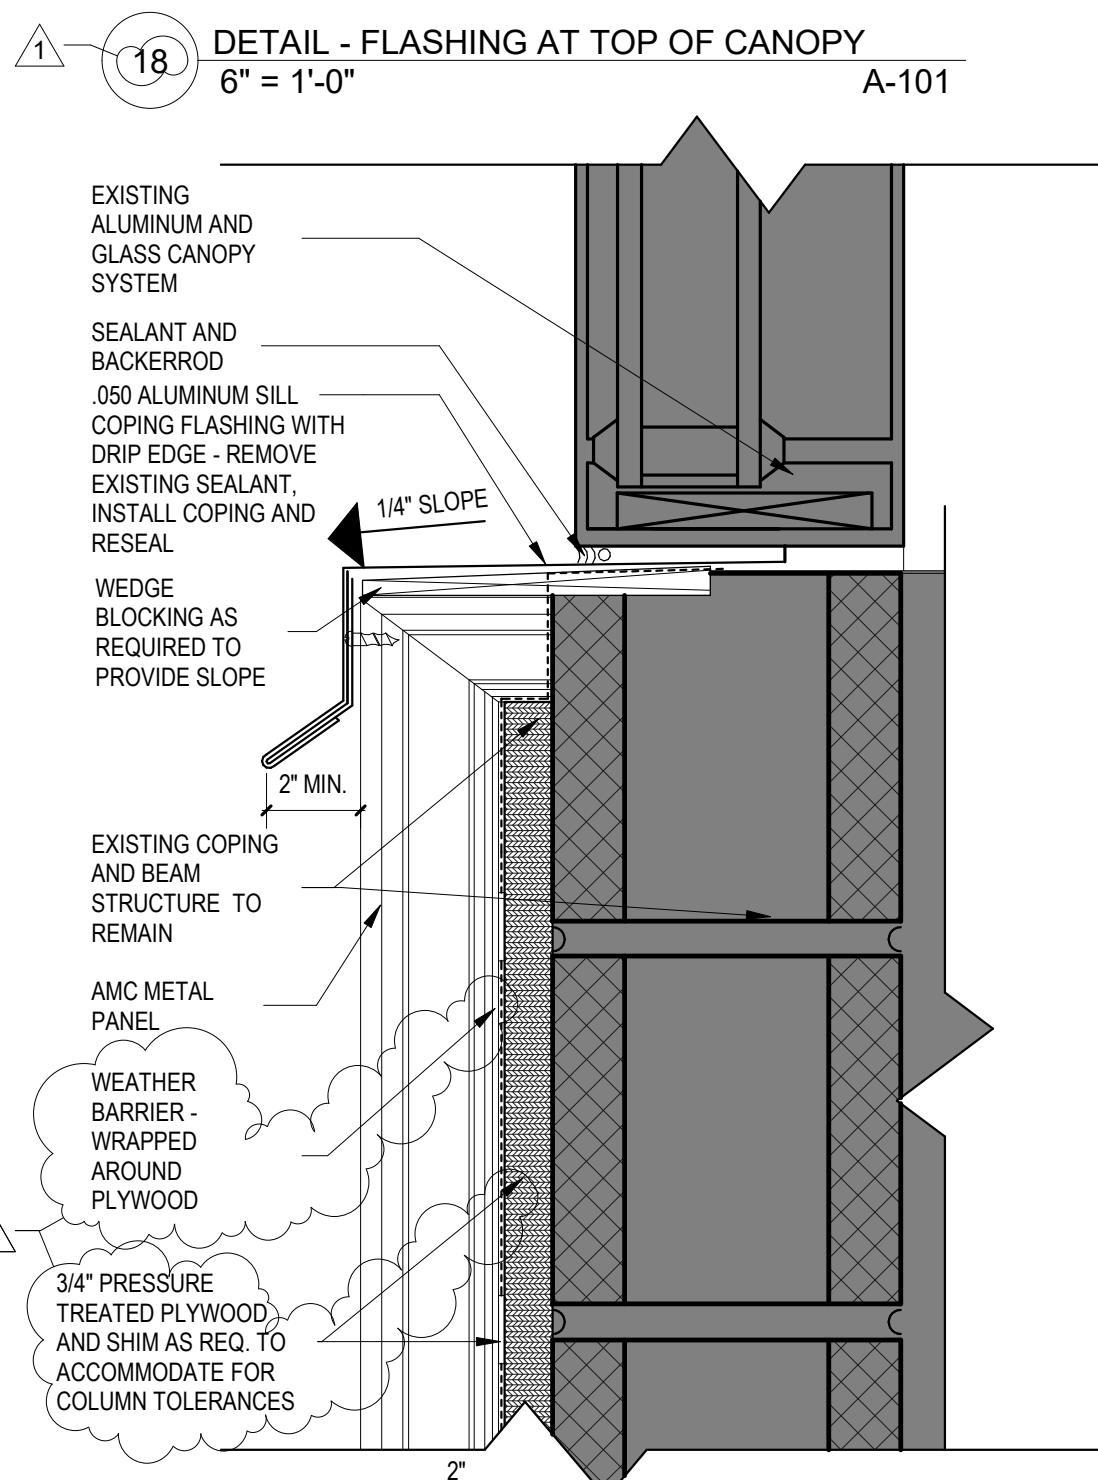 1
18
DETAIL - FLASHING AT TOP OF CANOPY
6" = 1'-0"
A-101
EXISTING
ALUMINUM AND
GLASS CANOPY
SYSTEM
SEALANT AND
BACKERROD
.050 ALUMINUM SILL
COPING FLASHING WITH
DRIP EDGE - REMOVE
EXISTING SEALANT,
INSTALL COPING AND
RESEAL
1/4" SLOPE
WEDGE
BLOCKING AS
REQUIRED TO
PROVIDE SLOPE
2" MIN.
EXISTING COPING
AND BEAM
STRUCTURE TO
REMAIN
AMC METAL
PANEL
WEATHER
BARRIER -
WRAPPED
AROUND
PLYWOOD
3/4" PRESSURE
TREATED PLYWOOD
AND SHIM AS REQ. TO
ACCOMMODATE FOR
COLUMN TOLERANCES
2"